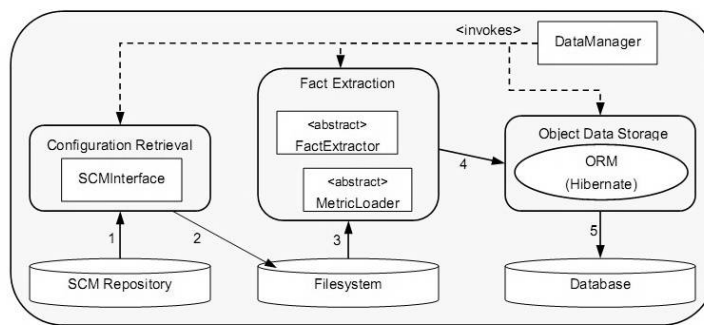 <invokes>
DataManager
Fact Extraction
<abstract>
FactExtractor
<abstract>
MetricLoader
Configuration Retrieval
SCMInterface
Object Data Storage
ORM
(Hibernate)
1
2
3
4
5
SCM Repository
Filesystem
Database